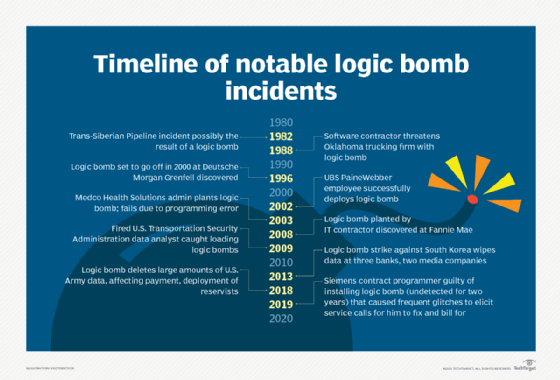 Timeline of notable logic bomb
incidents
1980
Trans-Siberian Pipeline incident possibly the
result of a logic bomb
1982
1988
Software contractor threatens
Oklahoma trucking firm with
logic bomb
1990
Logic bomb set to go off in 2000 at Deutsche
Morgan Grenfell discovered
1996
2000
UBS PaineWebber
employee successfully
deploys logic bomb
2002
Medco Health Solutions admin plants logic
bomb; fails due to programming error
2003
Logic bomb planted by
IT contractor discovered at Fannie Mae
2008
Fired U.S. Transportation Security
Administration data analyst caught loading
logic bombs
2009
2010
Logic bomb strike against South Korea wipes
data at three banks, two media companies
2013
Logic bomb deletes large amounts of U.S.
Army data, affecting payment, deployment of
reservists
2018
2019
Siemens contract programmer guilty of
installing logic bomb (undetected for two
years) that caused frequent glitches to elicit
service calls for him to fix and bill for
2020
TechTarget